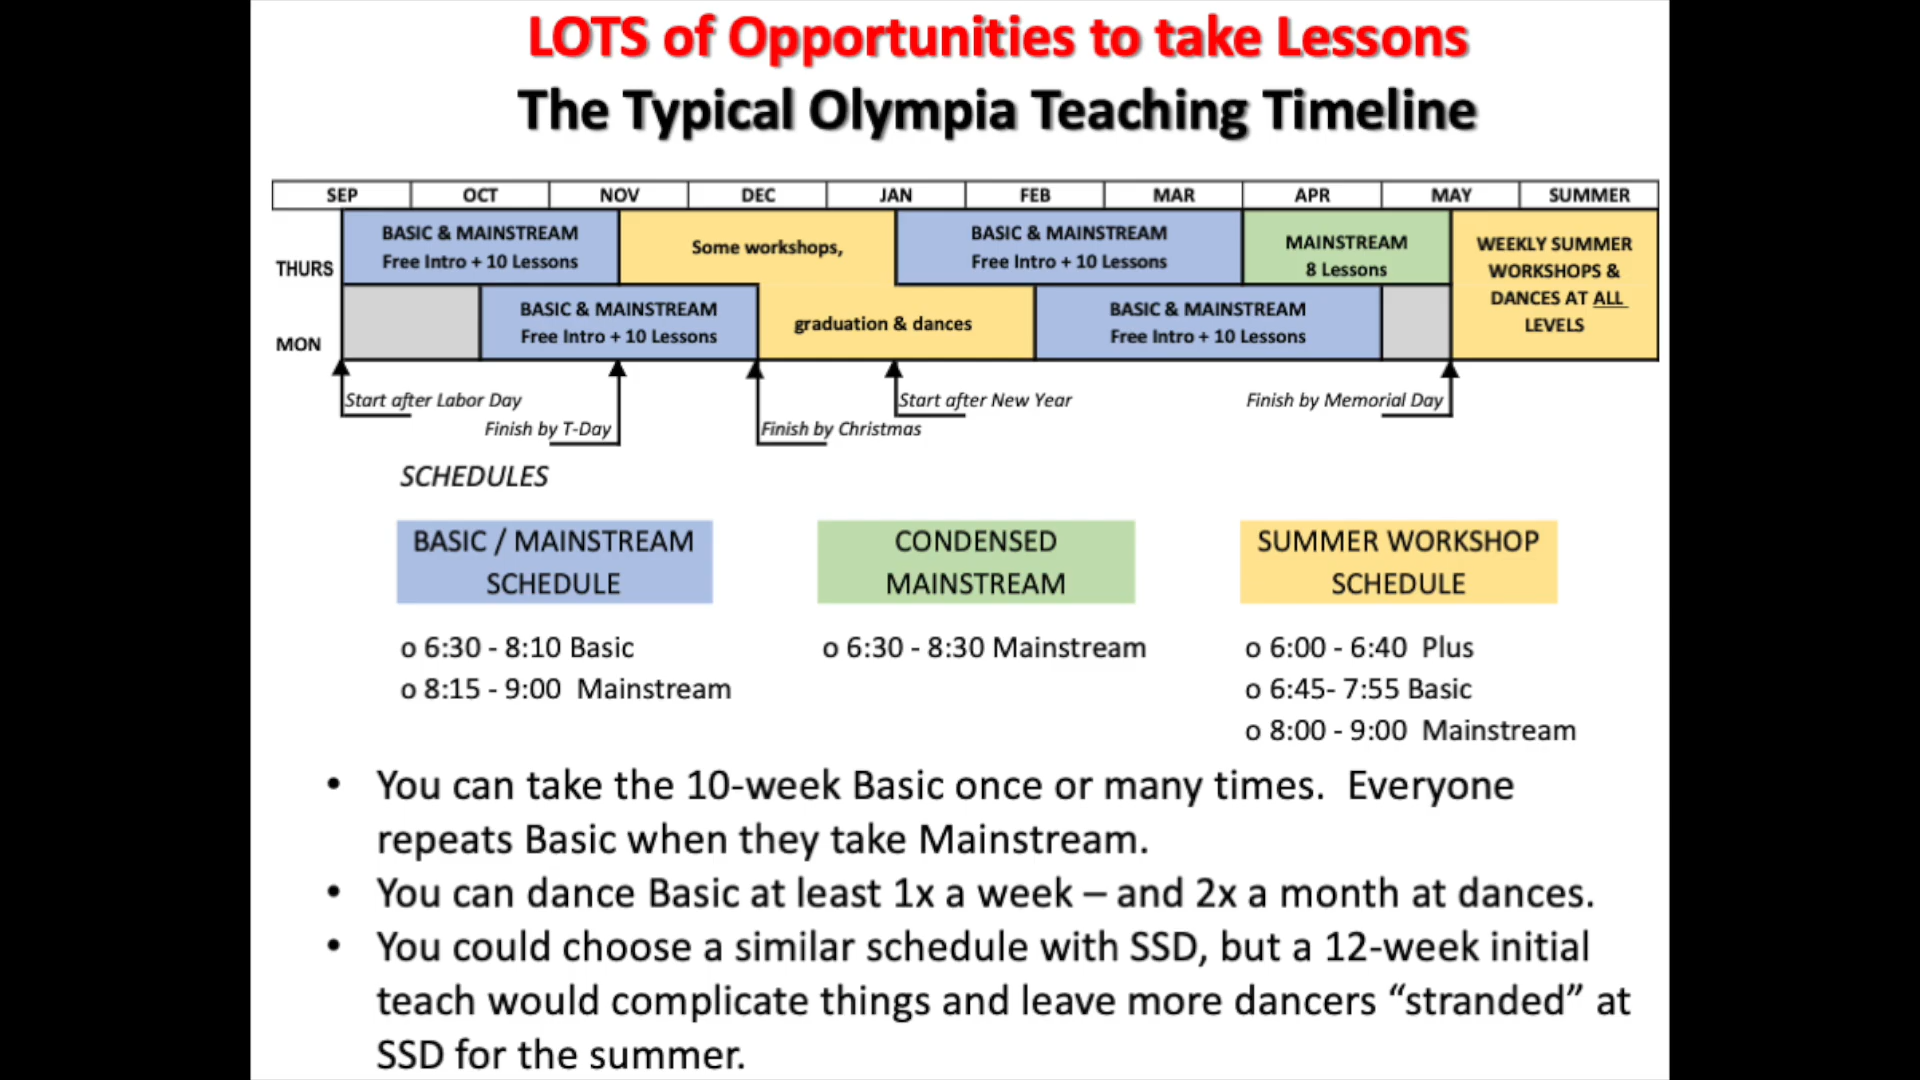 LOTS of Opportunities to take Lessons
The Typical Olympia Teaching Timeline
SEP OCT NOV DEC JAN FEB MAR APR MAY SUMMER
THURS
BASIC & MAINSTREAM
Free Intro + 10 Lessons
Some workshops,
BASIC & MAINSTREAM
Free Intro + 10 Lessons
MAINSTREAM
8 Lessons
WEEKLY SUMMER
WORKSHOPS &
DANCES AT ALL
LEVELS
MON
BASIC & MAINSTREAM
Free Intro + 10 Lessons
graduation & dances
BASIC & MAINSTREAM
Free Intro + 10 Lessons
Start after Labor Day
Finish by T-Day
Finish by Christmas
Start after New Year
Finish by Memorial Day
SCHEDULES
BASIC / MAINSTREAM
SCHEDULE
o 6:30 - 8:10 Basic
o 8:15 - 9:00 Mainstream
CONDENSED
MAINSTREAM
o 6:30 - 8:30 Mainstream
SUMMER WORKSHOP
SCHEDULE
o 6:00 - 6:40 Plus
o 6:45- 7:55 Basic
o 8:00 - 9:00 Mainstream
• You can take the 10-week Basic once or many times. Everyone
repeats Basic when they take Mainstream.
• You can dance Basic at least 1x a week – and 2x a month at dances.
• You could choose a similar schedule with SSD, but a 12-week initial
teach would complicate things and leave more dancers “stranded” at
SSD for the summer.